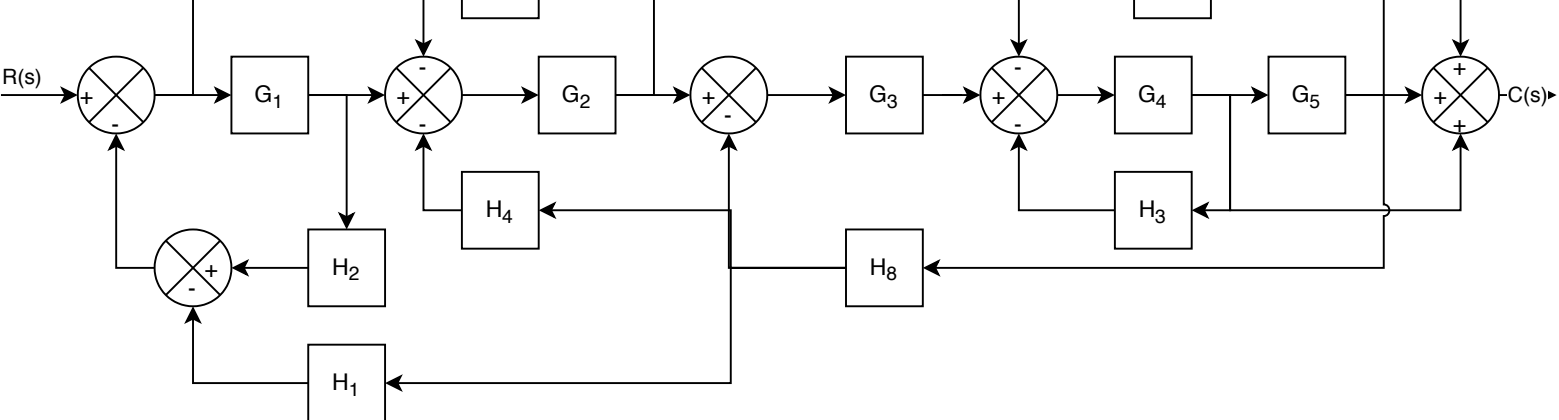 R(s)
+
-
G1
-
+
-
G2
+
-
G3
-
+
-
G4
G5
+
+
+
C(s)
H4
H3
+
-
H2
H8
H1